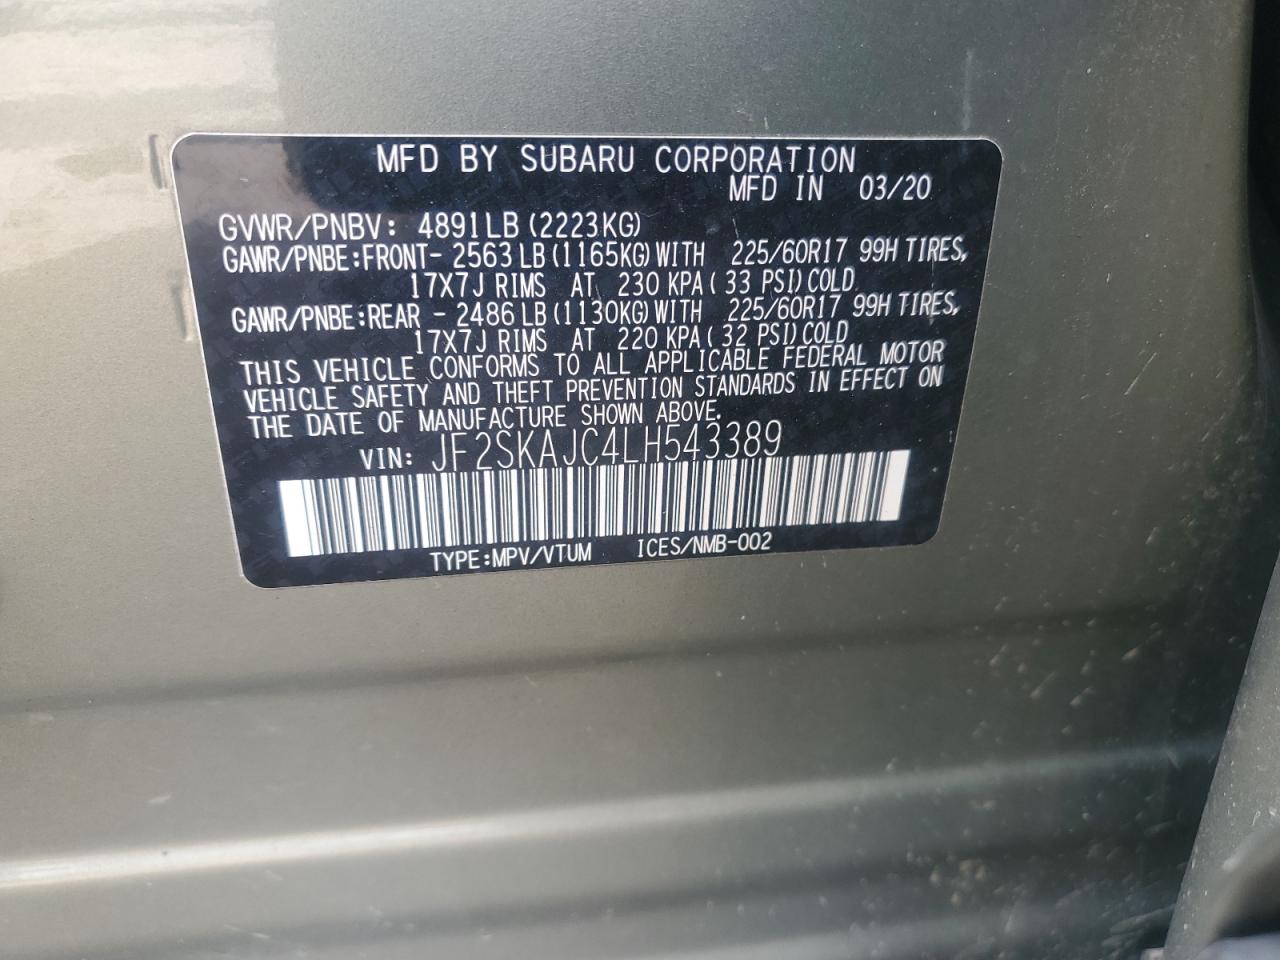 MFD BY SUBARU CORPORATION
MFD IN 03/20
GVWR/PNBV: 4891LB (2223KG)
GAWR/PNBE:FRONT- 2563 LB (1165KG) WITH 225/60R17 99H TIRES,
17X7J RIMS AT 230 KPA ( 33 PSI) COLD
GAWR/PNBE:REAR - 2486 LB (1130KG) WITH 225/60R17 99H TIRES,
17X7J RIMS AT 220 KPA ( 32 PSI) COLD
THIS VEHICLE CONFORMS TO ALL APPLICABLE FEDERAL MOTOR
VEHICLE SAFETY AND THEFT PREVENTION STANDARDS IN EFFECT ON
THE DATE OF MANUFACTURE SHOWN ABOVE.
VIN: JF2SKAJC4LH543389
TYPE:MPV/VTUM ICES/NMB-002